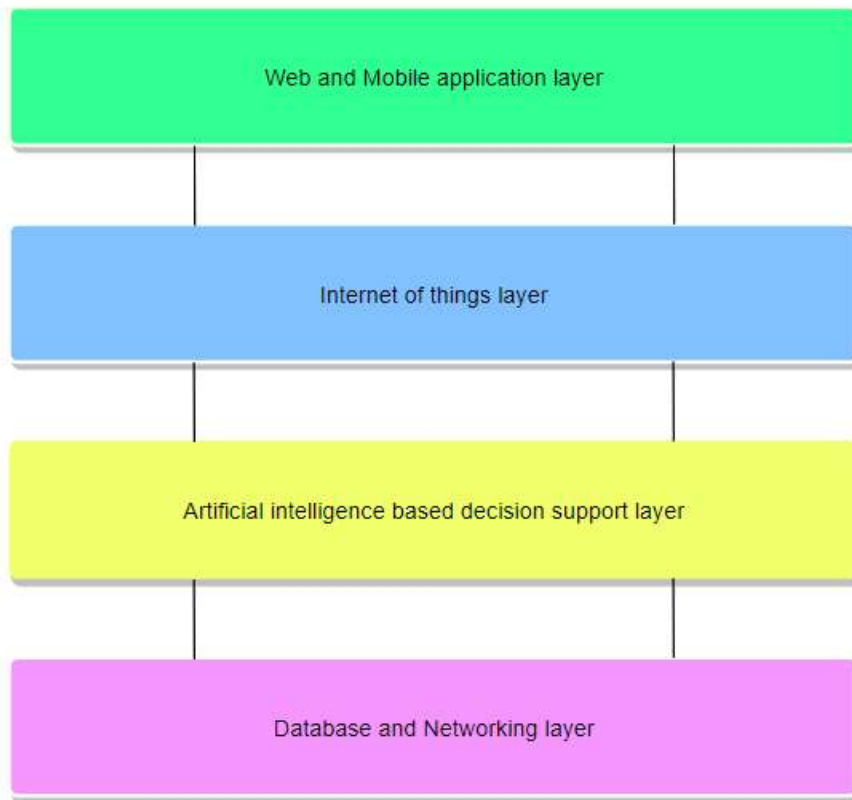 Web and Mobile application layer
Internet of things layer
Artificial intelligence based decision support layer
Database and Networking layer